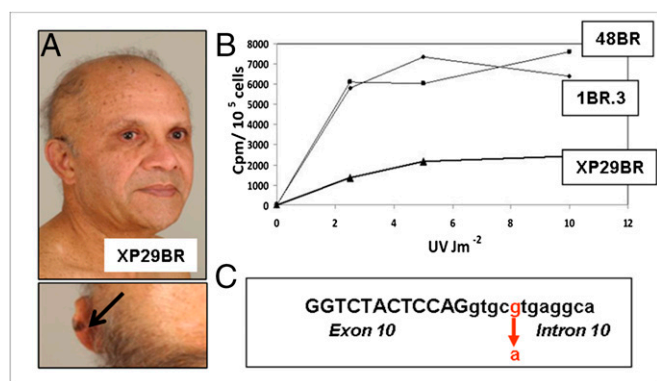 A
XP29BR
B
Cpm/ 10⁵ cells
8000
7000
6000
5000
4000
3000
2000
1000
0
0 2 4 6 8 10 12
UV Jm⁻²
48BR
1BR.3
XP29BR
C
GGTCTACTCCAGgtgcgtgaggca
Exon 10 Intron 10
a